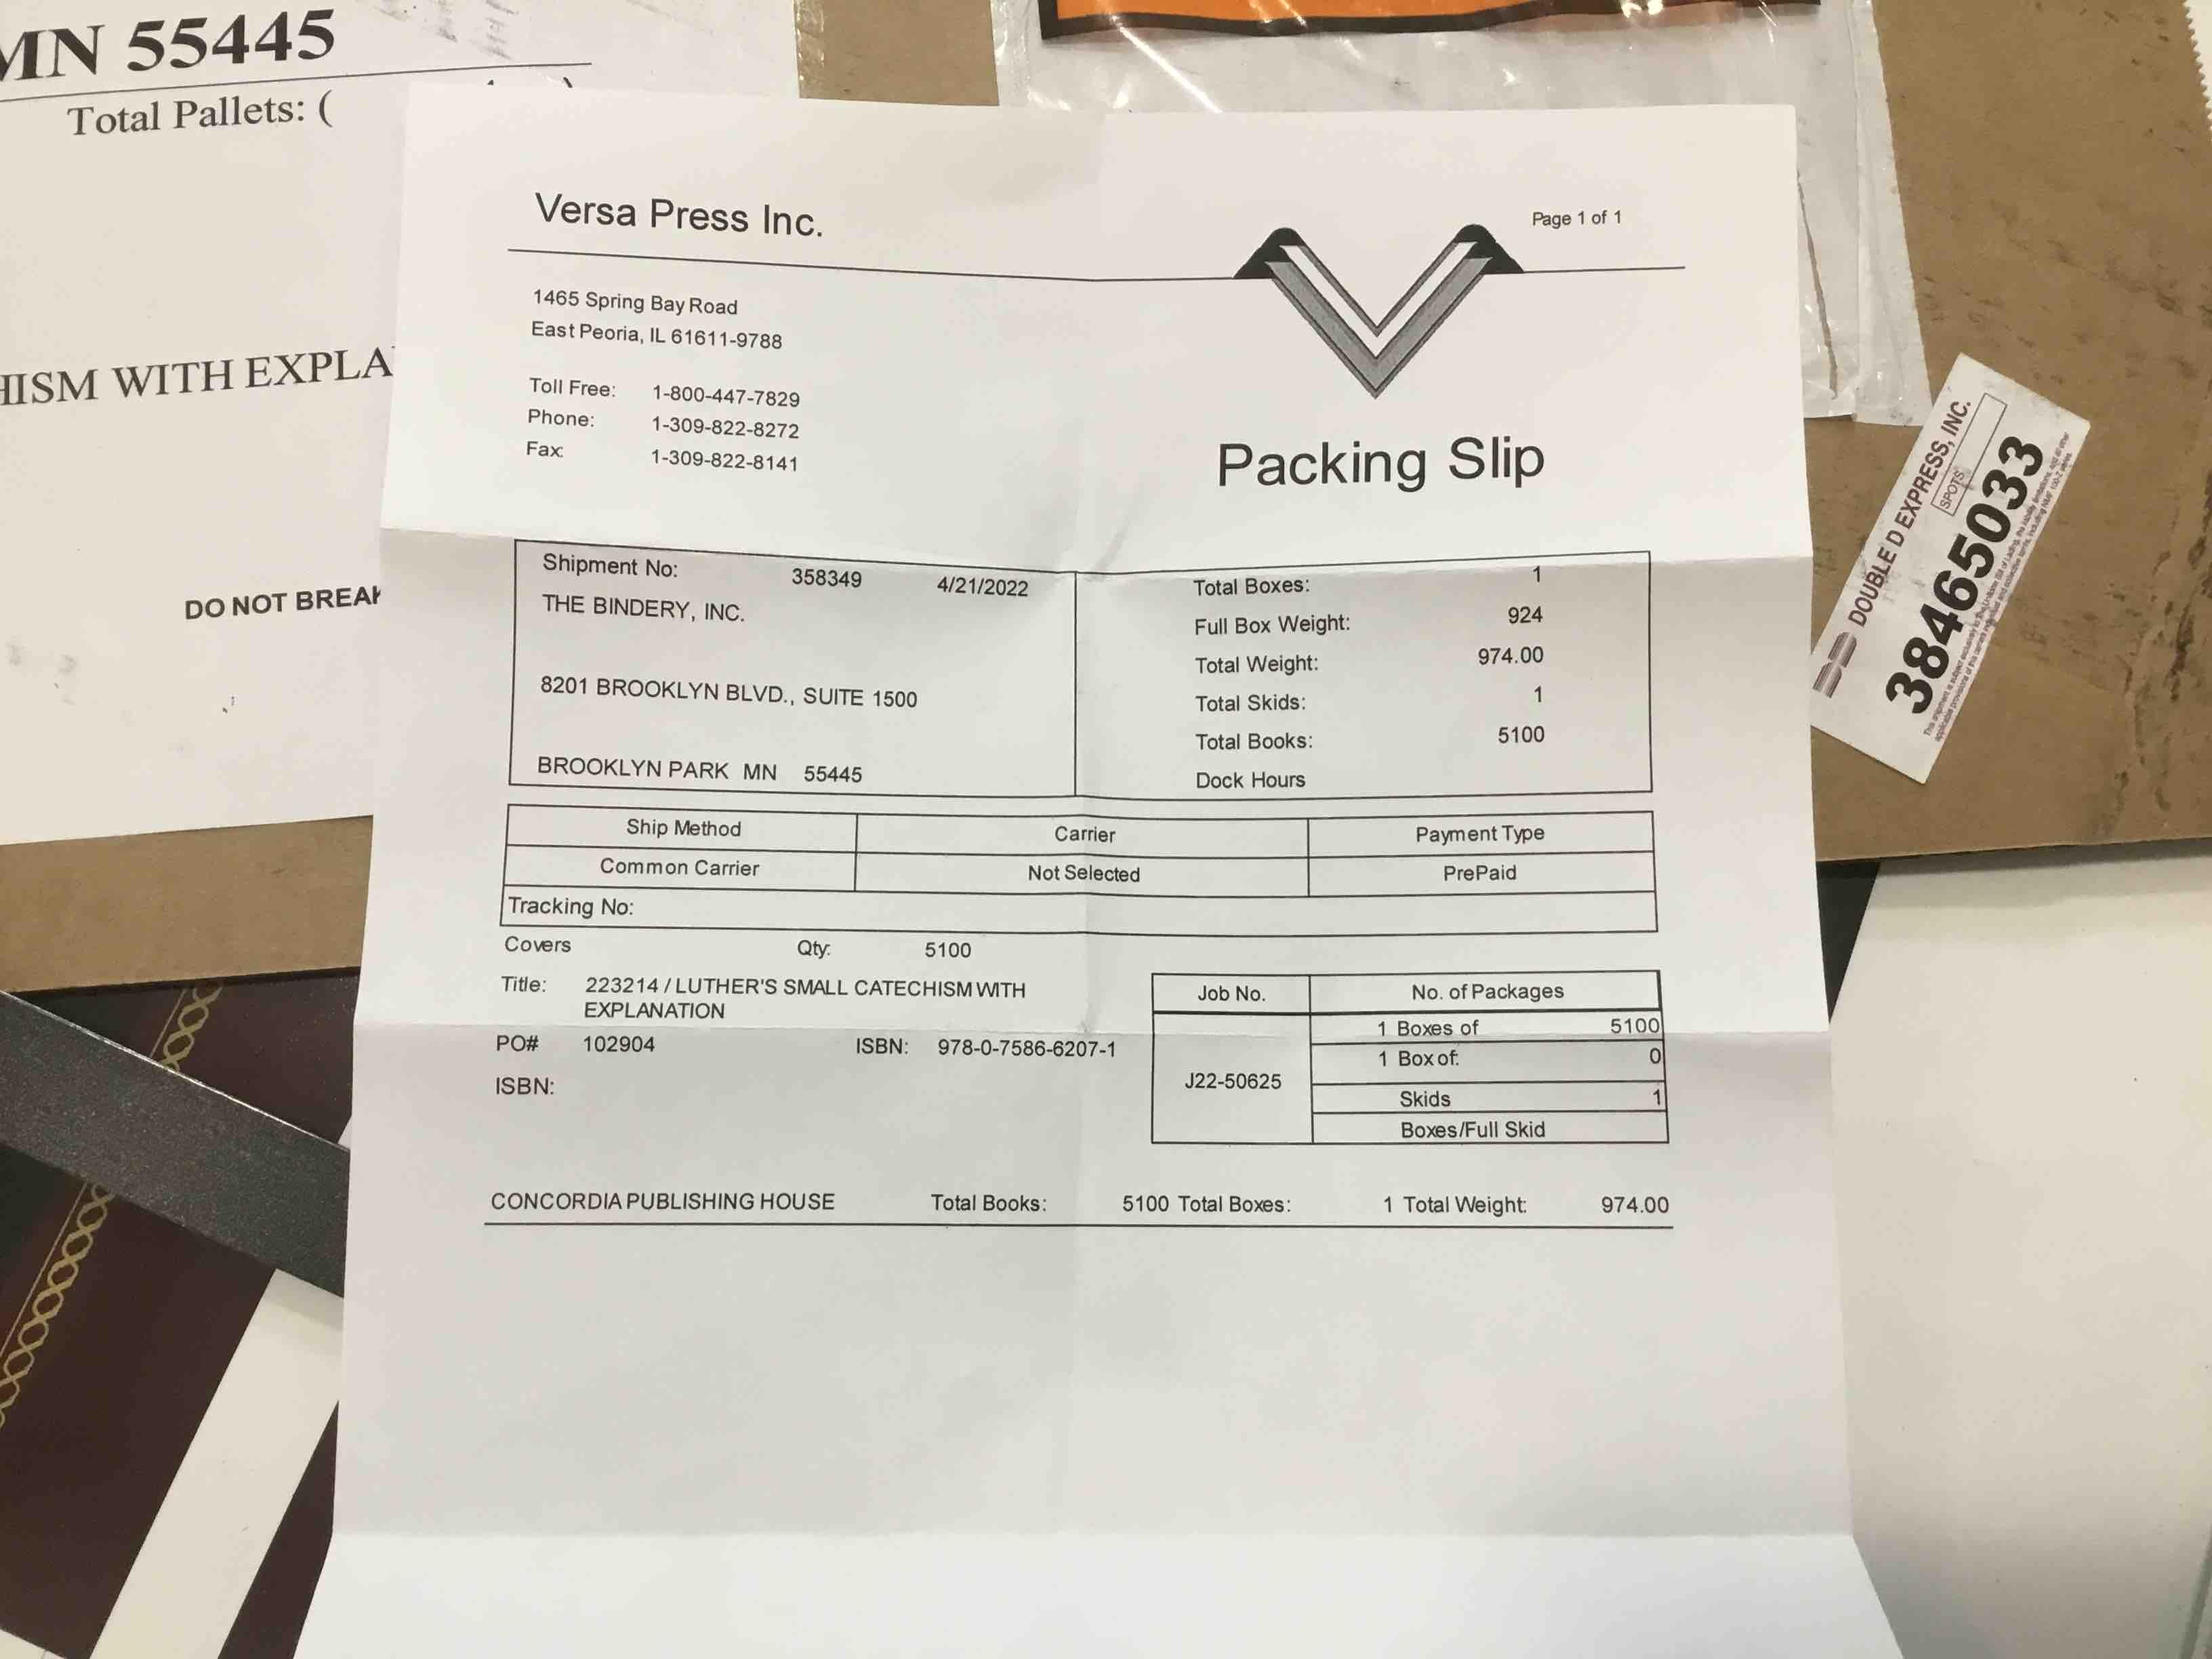 MN 55445
Total Pallets: (
WITH
DO NOT
Versa Press Inc.
Page 1 of 1
1465 Spring Bay Road
East Peoria, IL 61611-9788
Toll Free: 1-800-447-7829
Phone: 1-309-822-8272
Fax: 1-309-822-8141
Packing Slip
Shipment No: 358349 4/21/2022
THE BINDERY, INC.
8201 BROOKLYN BLVD., SUITE 1500
BROOKLYN PARK MN 55445
Total Boxes: 1
Full Box Weight: 924
Total Weight: 974.00
Total Skids: 1
Total Books: 5100
Dock Hours
Ship Method Carrier Payment Type
Common Carrier Not Selected PrePaid
Tracking No:
Covers Qty: 5100
Title: 223214 / LUTHER'S SMALL CATECHISM WITH
EXPLANATION
PO# 102904 ISBN: 978-0-7586-6207-1
ISBN:
Job No. No. of Packages
1 Boxes of 5100
1 Box of: 0
J22-50625
Skids 1
Boxes/Full Skid
CONCORDIA PUBLISHING HOUSE Total Books: 5100 Total Boxes: 1 Total Weight: 974.00
DOUBLE D EXPRESS, INC.
SPOTS
38465033